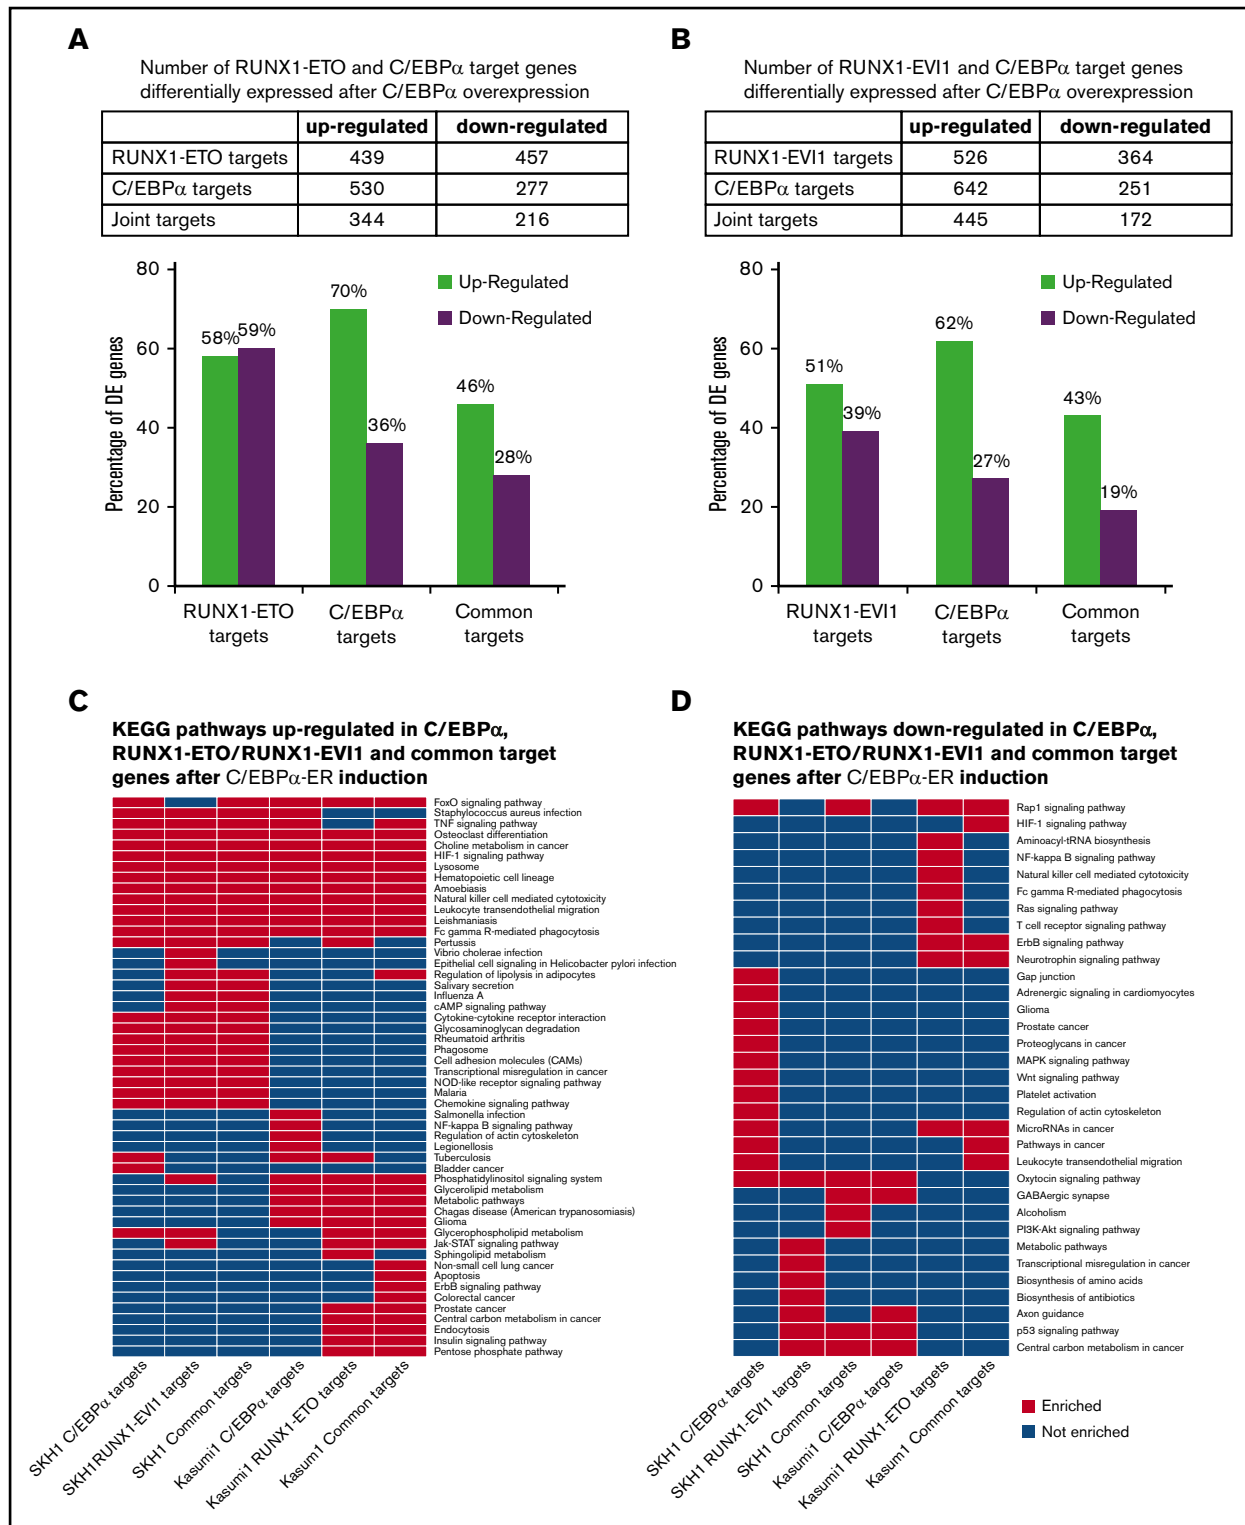 A
Number of RUNX1-ETO and C/EBPα target genes
differentially expressed after C/EBPα overexpression
up-regulated down-regulated
RUNX1-ETO targets 439 457
C/EBPα targets 530 277
Joint targets 344 216
Percentage of DE genes
80
60
40
20
0
Up-Regulated
Down-Regulated
58%
59%
70%
36%
46%
28%
RUNX1-ETO
targets
C/EBPα
targets
Common
targets
B
Number of RUNX1-EVI1 and C/EBPα target genes
differentially expressed after C/EBPα overexpression
up-regulated down-regulated
RUNX1-EVI1 targets 526 364
C/EBPα targets 642 251
Joint targets 445 172
Percentage of DE genes
80
60
40
20
0
Up-Regulated
Down-Regulated
51%
39%
62%
27%
43%
19%
RUNX1-EVI1
targets
C/EBPα
targets
Common
targets
C
KEGG pathways up-regulated in C/EBPα,
RUNX1-ETO/RUNX1-EVI1 and common target
genes after C/EBPα-ER induction
FoxO signaling pathway
Staphylococcus aureus infection
TNF signaling pathway
Osteoclast differentiation
Choline metabolism in cancer
HIF-1 signaling pathway
Lysosome
Hematopoietic cell lineage
Amoebiasis
Natural killer cell mediated cytotoxicity
Leukocyte transendothelial migration
Leishmaniasis
Fc gamma R-mediated phagocytosis
Pertussis
Vibrio cholerae infection
Epithelial cell signaling in Helicobacter pylori infection
Regulation of lipolysis in adipocytes
Salivary secretion
Influenza A
cAMP signaling pathway
Cytokine-cytokine receptor interaction
Glycosaminoglycan degradation
Rheumatoid arthritis
Phagosome
Cell adhesion molecules (CAMs)
Transcriptional misregulation in cancer
NOD-like receptor signaling pathway
Malaria
Chemokine signaling pathway
Salmonella infection
NF-kappa B signaling pathway
Regulation of actin cytoskeleton
Legionellosis
Tuberculosis
Bladder cancer
Phosphatidylinositol signaling system
Glycerolipid metabolism
Metabolic pathways
Chagas disease (American trypanosomiasis)
Glioma
Glycerophospholipid metabolism
Jak-STAT signaling pathway
Sphingolipid metabolism
Non-small cell lung cancer
Apoptosis
ErbB signaling pathway
Colorectal cancer
Prostate cancer
Central carbon metabolism in cancer
Endocytosis
Insulin signaling pathway
Pentose phosphate pathway
SKH1 C/EBPα targets
SKH1RUNX1-EVI1 targets
SKH1 Common targets
Kasumi1 C/EBPα targets
Kasumi1 RUNX1-ETO targets
Kasum1 Common targets
D
KEGG pathways down-regulated in C/EBPα,
RUNX1-ETO/RUNX1-EVI1 and common target
genes after C/EBPα-ER induction
Rap1 signaling pathway
HIF-1 signaling pathway
Aminoacyl-tRNA biosynthesis
NF-kappa B signaling pathway
Natural killer cell mediated cytotoxicity
Fc gamma R-mediated phagocytosis
Ras signaling pathway
T cell receptor signaling pathway
ErbB signaling pathway
Neurotrophin signaling pathway
Gap junction
Adrenergic signaling in cardiomyocytes
Glioma
Prostate cancer
Proteoglycans in cancer
MAPK signaling pathway
Wnt signaling pathway
Platelet activation
Regulation of actin cytoskeleton
MicroRNAs in cancer
Pathways in cancer
Leukocyte transendothelial migration
Oxytocin signaling pathway
GABAergic synapse
Alcoholism
PI3K-Akt signaling pathway
Metabolic pathways
Transcriptional misregulation in cancer
Biosynthesis of amino acids
Biosynthesis of antibiotics
Axon guidance
p53 signaling pathway
Central carbon metabolism in cancer
SKH1 C/EBPα targets
SKH1 RUNX1-EVI1 targets
SKH1 Common targets
Kasumi1 C/EBPα targets
Kasumi1 RUNX1-ETO targets
Kasum1 Common targets
Enriched
Not enriched